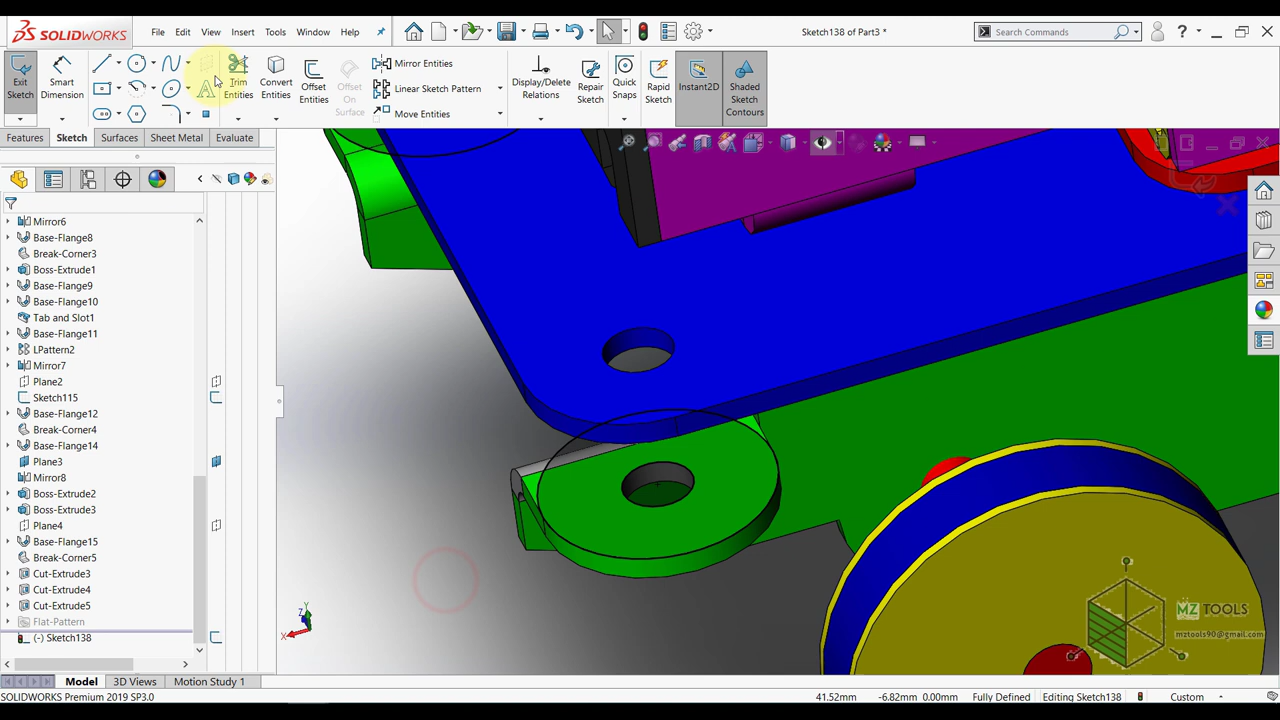 SOLIDWORKS
File
Edit
View
Insert
Tools
Window
Help
Sketch138 of Part3 *
Search Commands
Exit
Sketch
Smart
Dimension
Trim
Entities
Convert
Entities
Offset
Entities
Offset
On
Surface
Mirror Entities
Linear Sketch Pattern
Move Entities
Display/Delete
Relations
Repair
Sketch
Quick
Snaps
Rapid
Sketch
Instant2D
Shaded
Sketch
Contours
Features
Sketch
Surfaces
Sheet Metal
Evaluate
Mirror6
Base-Flange8
Break-Corner3
Boss-Extrude1
Base-Flange9
Base-Flange10
Tab and Slot1
Base-Flange11
LPattern2
Mirror7
Plane2
Sketch115
Base-Flange12
Break-Corner4
Base-Flange14
Plane3
Mirror8
Boss-Extrude2
Boss-Extrude3
Plane4
Base-Flange15
Break-Corner5
Cut-Extrude3
Cut-Extrude4
Cut-Extrude5
Flat-Pattern
(-) Sketch138
Y
Z
X
MZ TOOLS
mztools90@gmail.com
Model
3D Views
Motion Study 1
SOLIDWORKS Premium 2019 SP3.0
41.52mm
-6.82mm
0.00mm
Fully Defined
Editing Sketch138
Custom